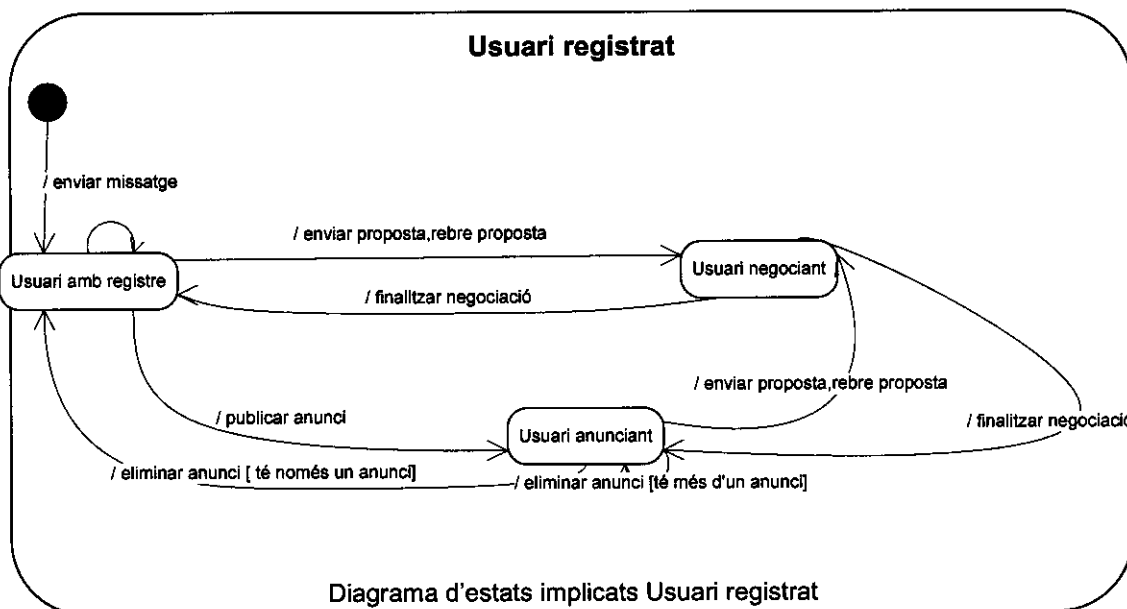 Usuari registrat
/ enviar missatge
/ enviar proposta,rebre proposta
Usuari amb registre
Usuari negociant
/ finalitzar negociació
/ enviar proposta,rebre proposta
/ publicar anunci
/ finalitzar negociació
Usuari anunciant
/ eliminar anunci [ té només un anunci]
/ eliminar anunci [té més d'un anunci]
Diagrama d'estats implicats Usuari registrat